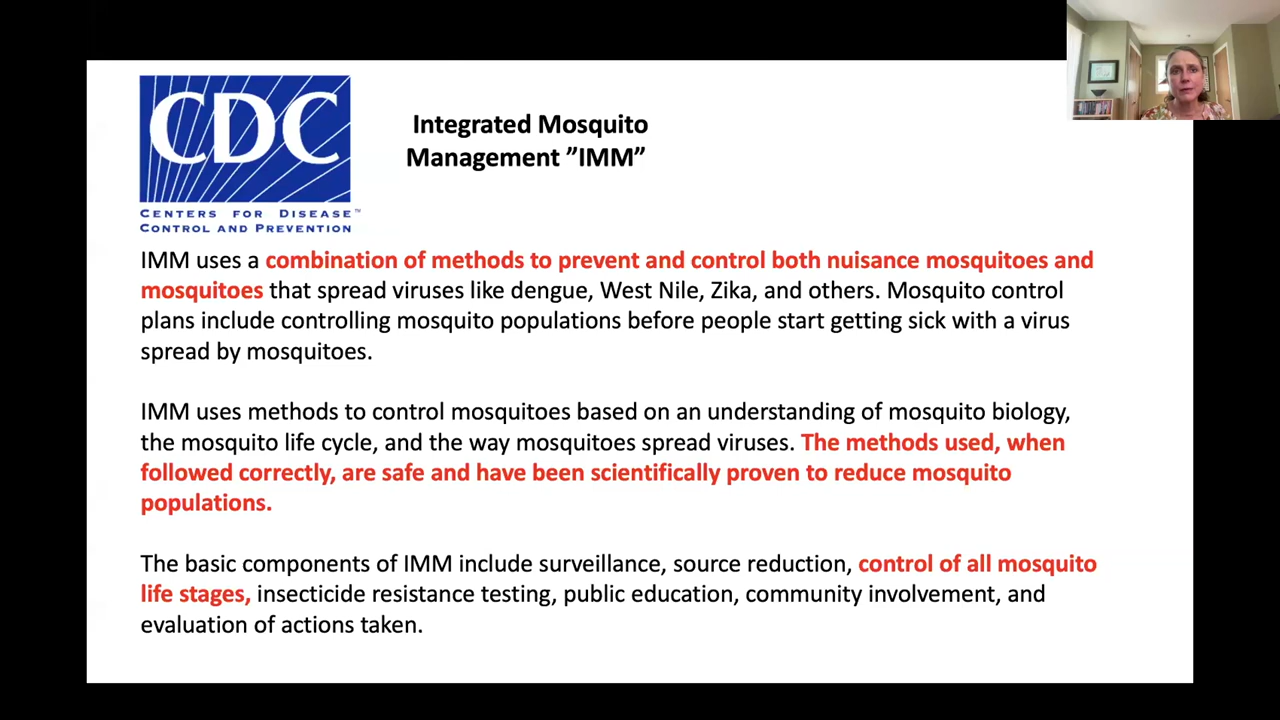 CDC
CENTERS FOR DISEASE™
CONTROL AND PREVENTION
Integrated Mosquito
Management ”IMM”
IMM uses a combination of methods to prevent and control both nuisance mosquitoes and
mosquitoes that spread viruses like dengue, West Nile, Zika, and others. Mosquito control
plans include controlling mosquito populations before people start getting sick with a virus
spread by mosquitoes.
IMM uses methods to control mosquitoes based on an understanding of mosquito biology,
the mosquito life cycle, and the way mosquitoes spread viruses. The methods used, when
followed correctly, are safe and have been scientifically proven to reduce mosquito
populations.
The basic components of IMM include surveillance, source reduction, control of all mosquito
life stages, insecticide resistance testing, public education, community involvement, and
evaluation of actions taken.